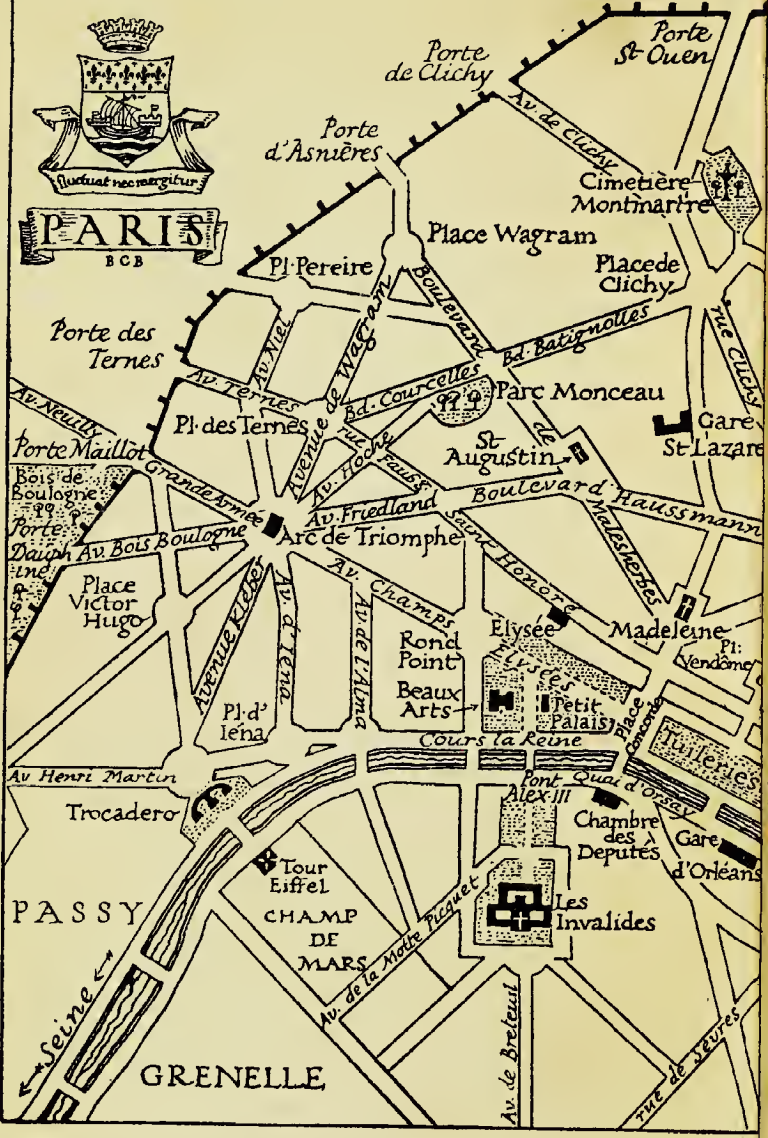 fluctuat nec mergitur
PARIS
BCB
Porte
de Clichy
Porte
St Ouen
Av. de Clichy
Porte
d'Asnières
Cimetière
Montmartre
Place Wagram
Pl. Pereire
Place de
Clichy
Boulevard
Porte des
Ternes
Av. Niel
Avenue de Wagram
Bd. Batignolles
rue Clichy
Av. Ternes
Bd. Courcelles
Parc Monceau
Av. Neuilly
Pl. des Ternes
rue Faubg
Av. Hoche
de
St
Augustin
Gare
St Lazare
Porte Maillot
Grande Armée
Bois de
Boulogne
Porte
Dauph
ine
Av. Friedland
Boulevard Haussmann
Av. Bois Boulogne
Arc de Triomphe
Saint Honoré
Malesherbes
Place
Victor
Hugo
Avenue Kléber
Av. d'Iéna
Av. Champs
Av. de L'Alma
Rond
Point
Elysée
Elysées
Madeleine
Pl.
Vendôme
Beaux
Arts
Petit
Palais
Place
Concorde
Tuileries
Pl. d'
Iéna
Cours la Reine
Av Henri Martin
Pont
Alex III
Quai d'Orsay
Trocadero
Chambre
des
Deputés
Gare
d'Orléans
Tour
Eiffel
PASSY
CHAMP
DE
MARS
Av. de la Motte Picquet
Les
Invalides
Seine
GRENELLE
Av. de Breteuil
rue de Sèvres